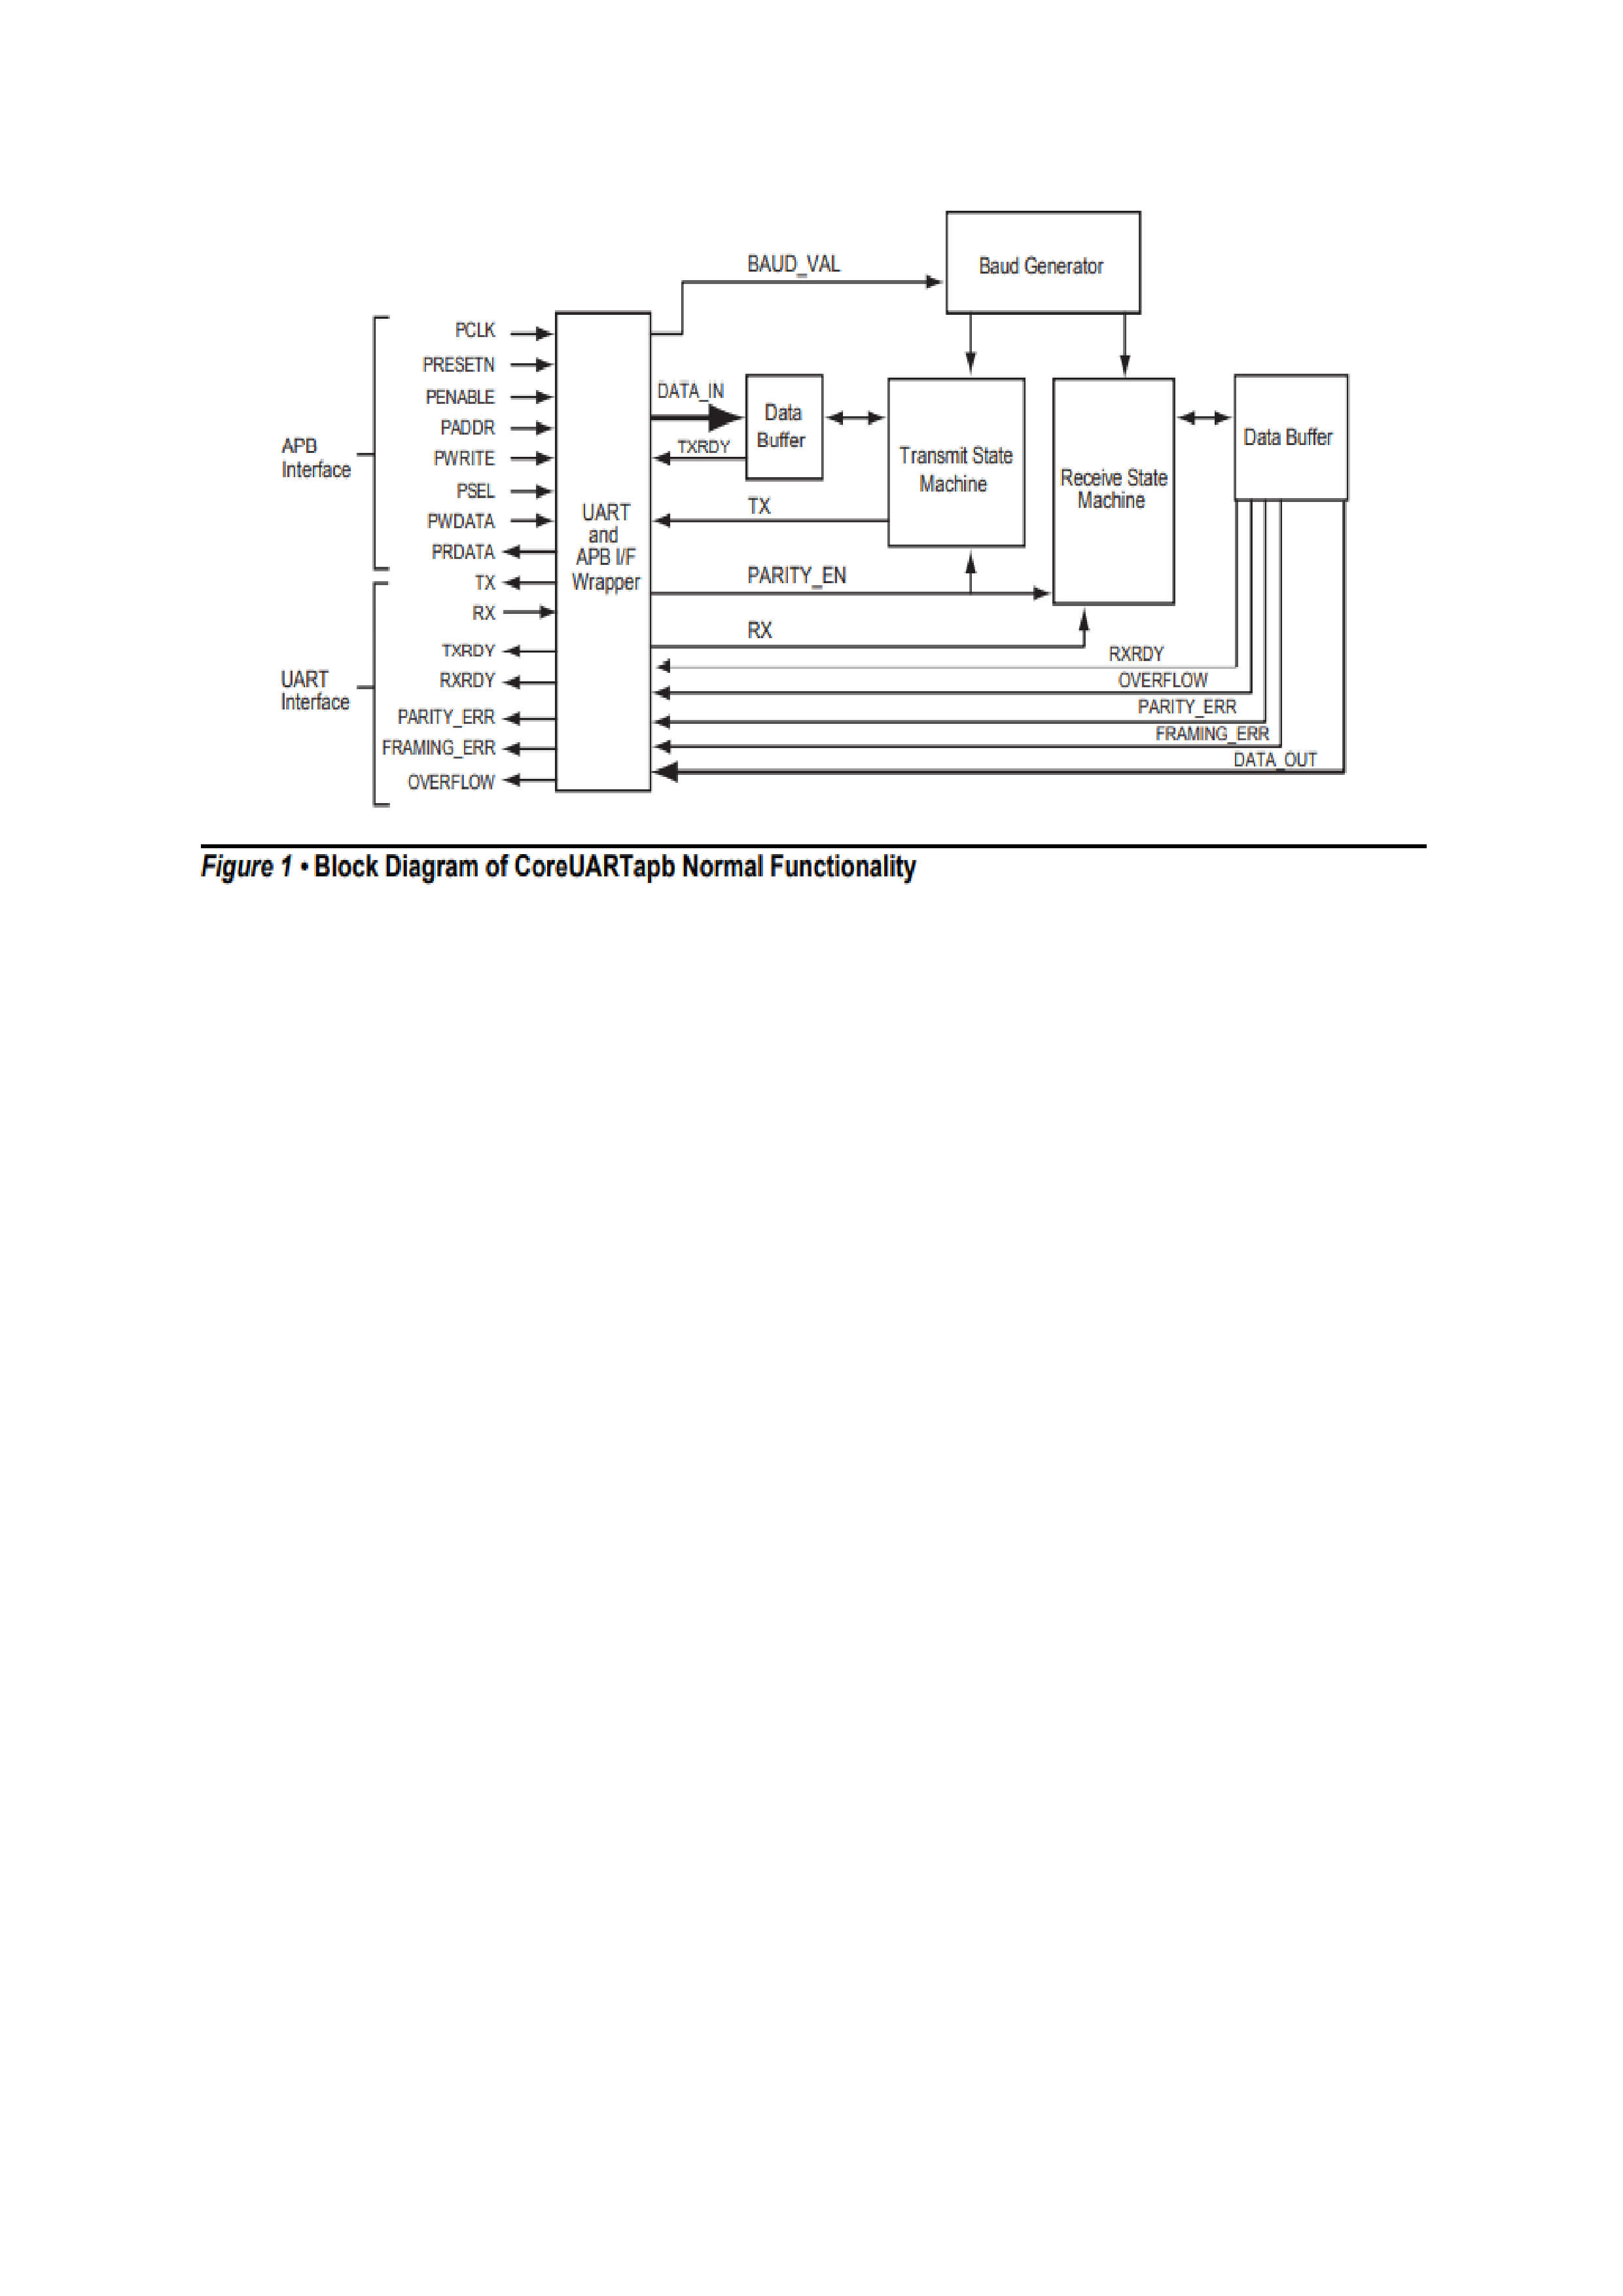 BAUD_VAL
Baud Generator
PCLK
PRESETN
PENABLE
PADDR
PWRITE
PSEL
PWDATA
PRDATA
APB
Interface
TX
RX
TXRDY
RXRDY
PARITY_ERR
FRAMING_ERR
OVERFLOW
UART
Interface
UART
and
APB I/F
Wrapper
DATA_IN
TXRDY
Data
Buffer
TX
Transmit State
Machine
Receive State
Machine
Data Buffer
PARITY_EN
RX
RXRDY
OVERFLOW
PARITY_ERR
FRAMING_ERR
DATA_OUT
Figure 1 • Block Diagram of CoreUARTapb Normal Functionality